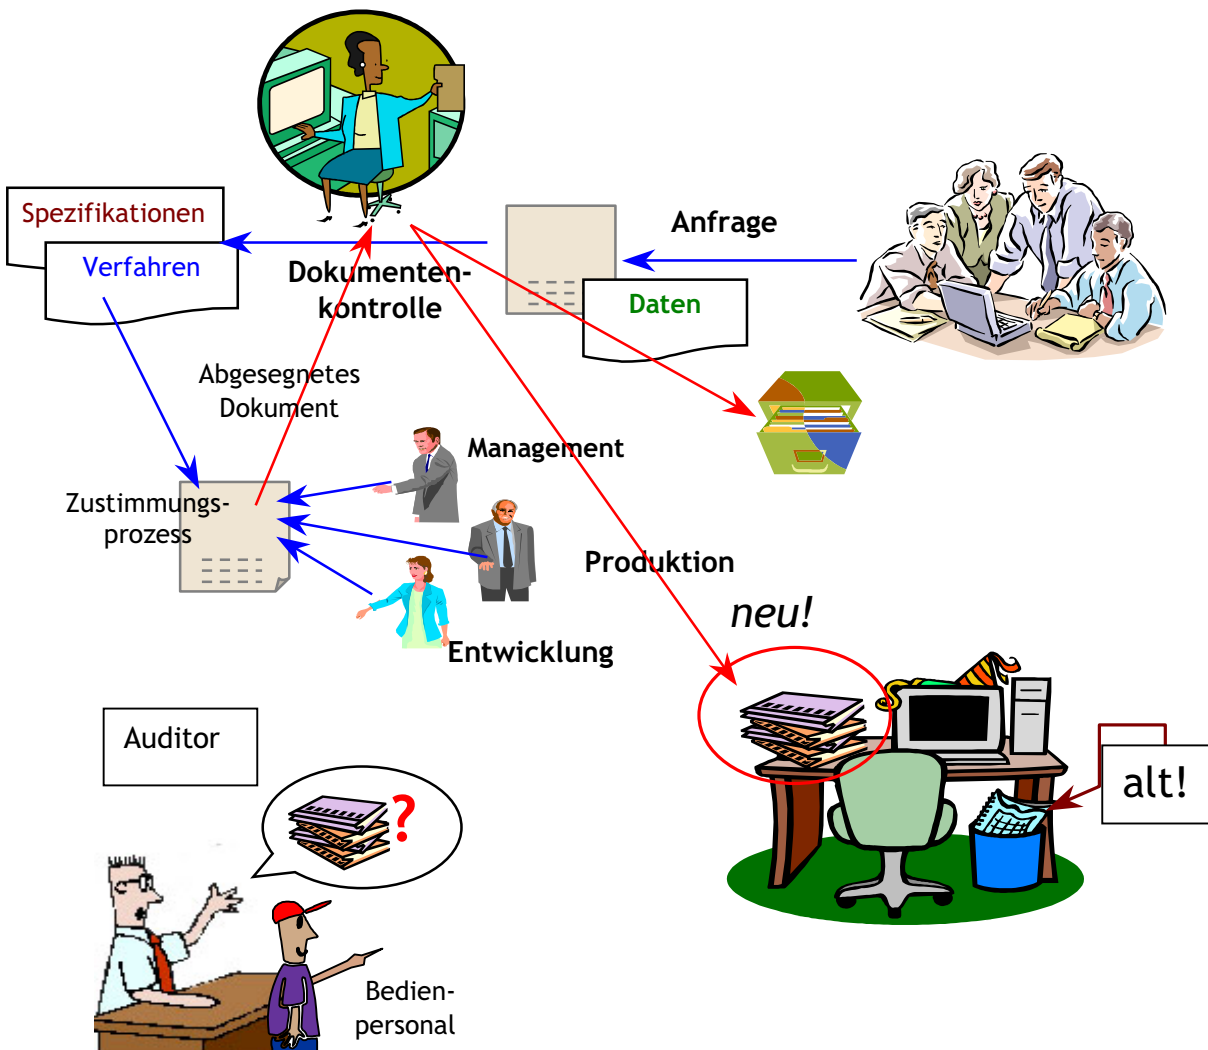 Spezifikationen
Verfahren
Dokumenten-
kontrolle
Anfrage
Daten
Abgesegnetes
Dokument
Management
Zustimmungs-
prozess
Produktion
Entwicklung
neu!
Auditor
?
alt!
Bedien-
personal